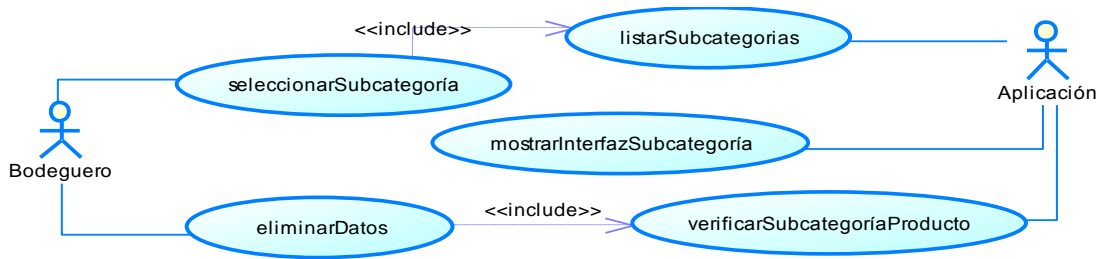 <<include>>
listarSubcategorias
seleccionarSubcategoría
Aplicación
mostrarInterfazSubcategoría
Bodeguero
<<include>>
eliminarDatos
verificarSubcategoríaProducto